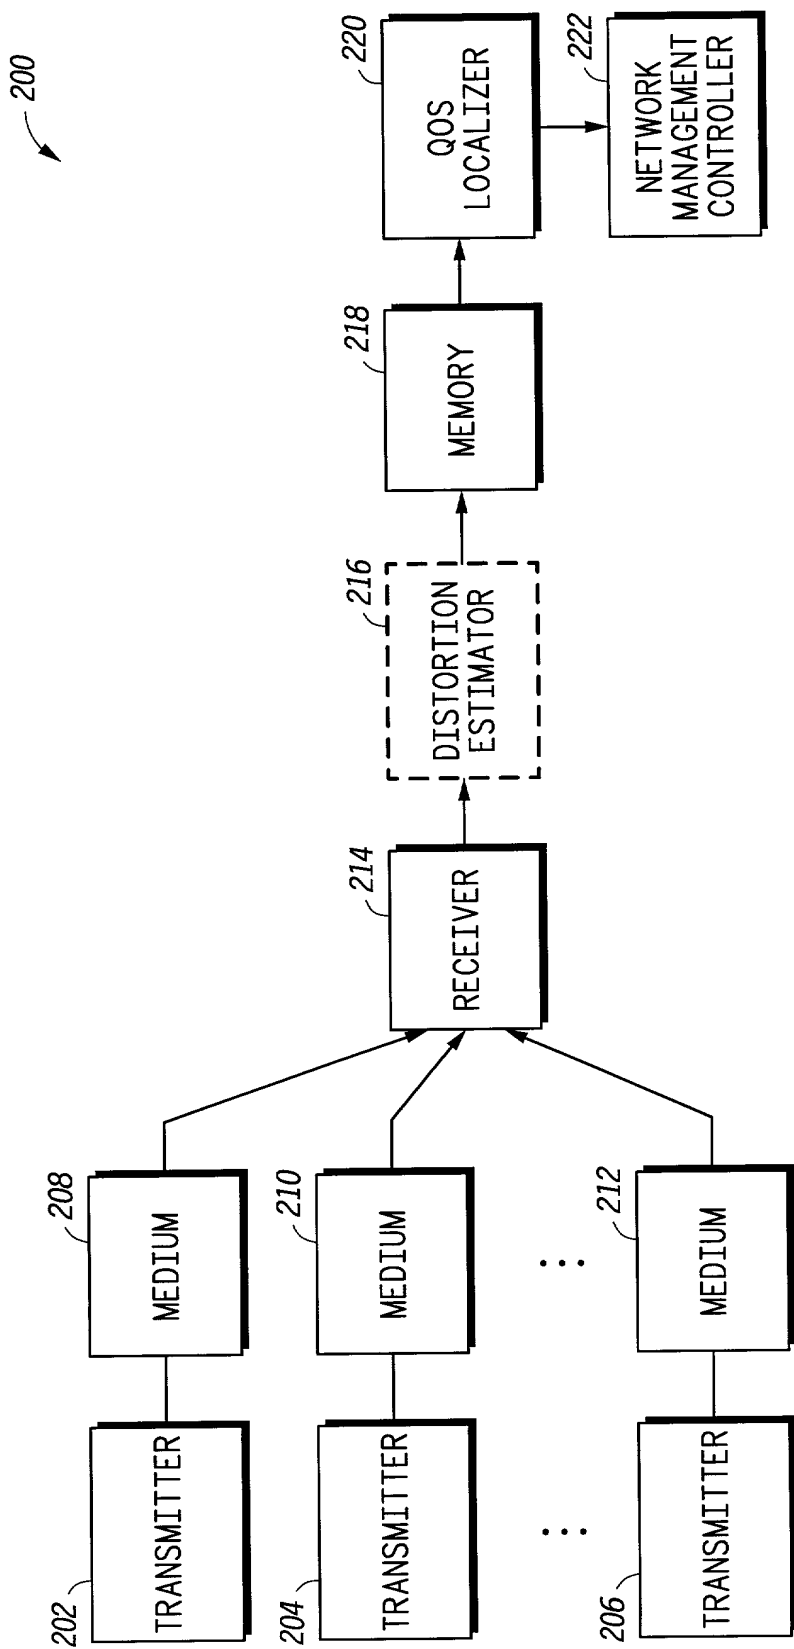 200
202
TRANSMITTER
208
MEDIUM
204
TRANSMITTER
210
MEDIUM
...
...
206
TRANSMITTER
212
MEDIUM
214
RECEIVER
216
DISTORTION
ESTIMATOR
218
MEMORY
220
QOS
LOCALIZER
222
NETWORK
MANAGEMENT
CONTROLLER